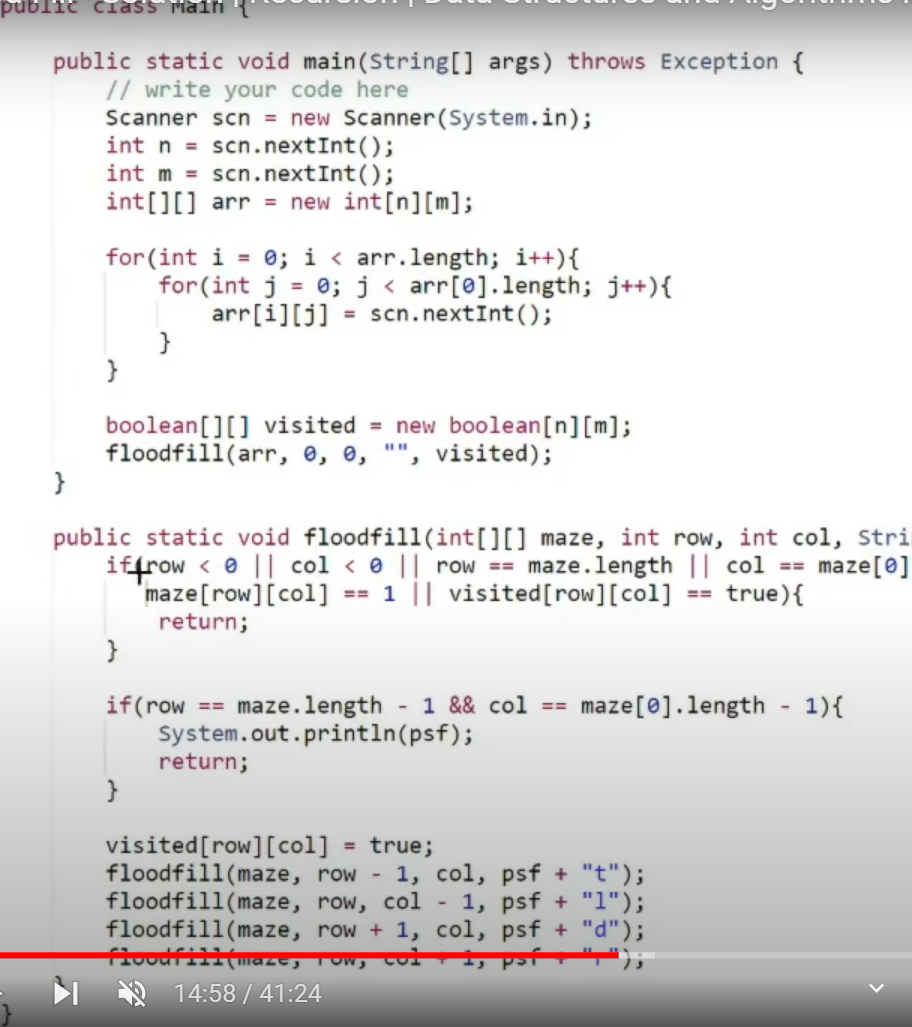 public class Main {
Recursion | Data Structures and Algorithms
public static void main(String[] args) throws Exception {
// write your code here
Scanner scn = new Scanner(System.in);
int n = scn.nextInt();
int m = scn.nextInt();
int[][] arr = new int[n][m];
for(int i = 0; i < arr.length; i++){
for(int j = 0; j < arr[0].length; j++){
arr[i][j] = scn.nextInt();
}
}
boolean[][] visited = new boolean[n][m];
floodfill(arr, 0, 0, "", visited);
}
public static void floodfill(int[][] maze, int row, int col, Stri
if(row < 0 || col < 0 || row == maze.length || col == maze[0]
maze[row][col] == 1 || visited[row][col] == true){
return;
}
if(row == maze.length - 1 && col == maze[0].length - 1){
System.out.println(psf);
return;
}
visited[row][col] = true;
floodfill(maze, row - 1, col, psf + "t");
floodfill(maze, row, col - 1, psf + "l");
floodfill(maze, row + 1, col, psf + "d");
floodfill(maze, row, col + 1, psf + "r");
}
14:58 / 41:24
}